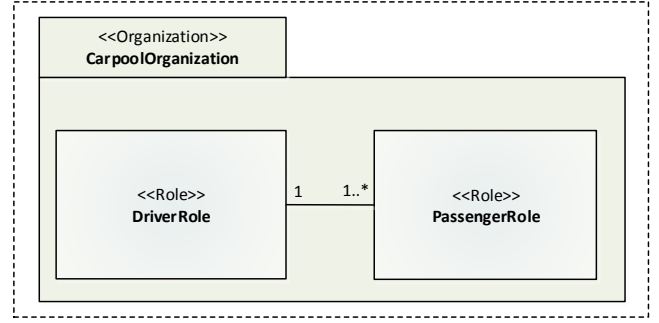 <<Organization>>
CarpoolOrganization
<<Role>>
DriverRole
1
1..*
<<Role>>
PassengerRole